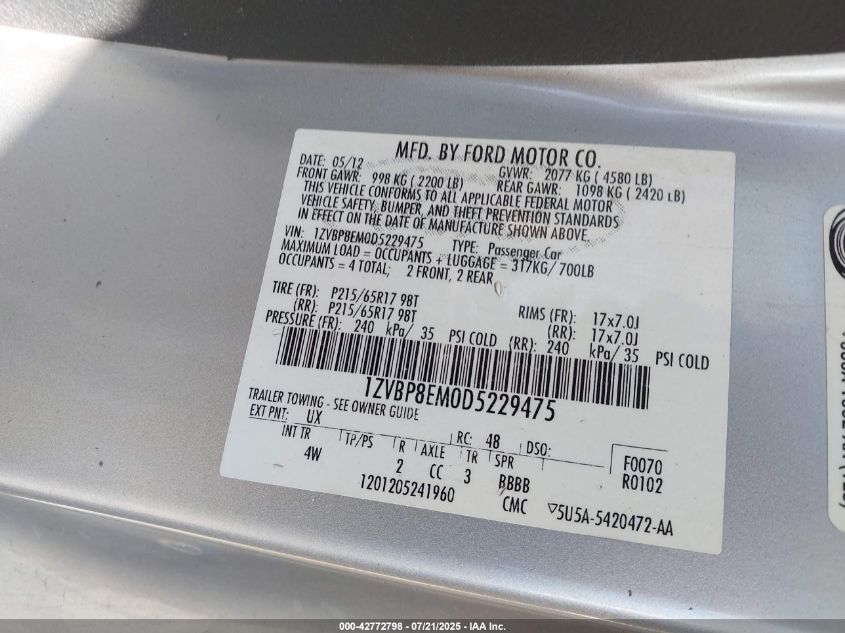 MFD. BY FORD MOTOR CO.
DATE: 05/12 GVWR: 2077 KG ( 4580 LB)
FRONT GAWR: 998 KG ( 2200 LB) REAR GAWR: 1098 KG ( 2420 LB)
THIS VEHICLE CONFORMS TO ALL APPLICABLE FEDERAL MOTOR
VEHICLE SAFETY, BUMPER, AND THEFT PREVENTION STANDARDS
IN EFFECT ON THE DATE OF MANUFACTURE SHOWN ABOVE.
VIN: 1ZVBP8EM0D5229475 TYPE: Passenger Car
MAXIMUM LOAD = OCCUPANTS + LUGGAGE = 317KG/ 700LB
OCCUPANTS = 4 TOTAL; 2 FRONT, 2 REAR
TIRE (FR): P215/65R17 98T RIMS (FR): 17x7.0J
(RR): P215/65R17 98T (RR): 17x7.0J
PRESSURE (FR): 240 kPa/ 35 PSI COLD (RR): 240 kPa/ 35 PSI COLD
1ZVBP8EM0D5229475
TRAILER TOWING - SEE OWNER GUIDE
EXT PNT: UX RC: 48 DSO: F0070
INT TR TP/PS R AXLE TR SPR R0102
4W 2 CC 3 BBBB
1201205241960 CMC ▽5U5A-5420472-AA
000-42772798 - 07/21/2025 - IAA Inc.